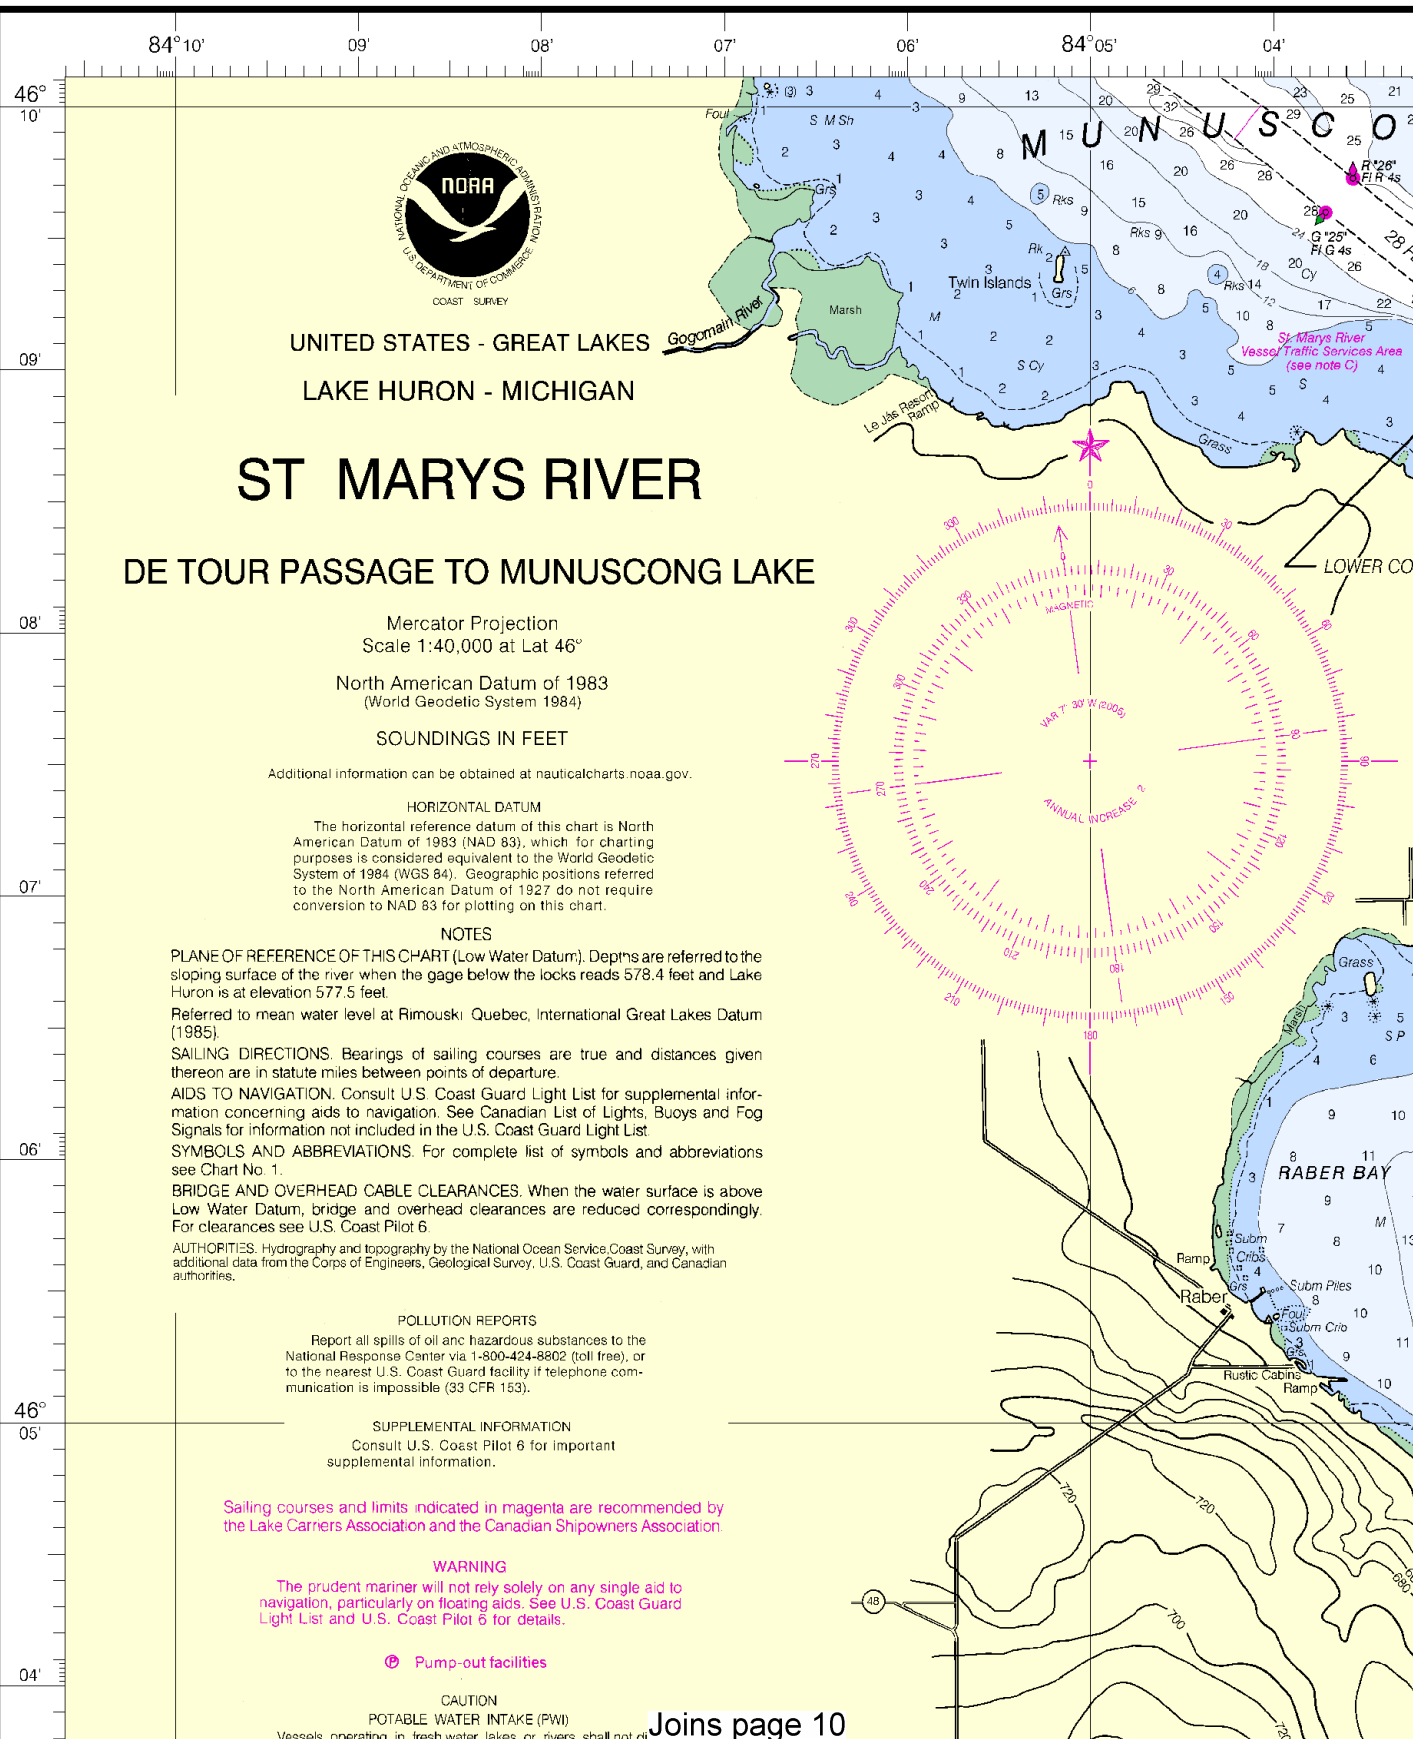 84°10'
09'
08'
07'
06'
84°05'
04'
46°
10'
09'
08'
07'
06'
46°
05'
04'
NATIONAL OCEANIC AND ATMOSPHERIC ADMINISTRATION
NOAA
U.S. DEPARTMENT OF COMMERCE
COAST SURVEY
UNITED STATES - GREAT LAKES
LAKE HURON - MICHIGAN
ST MARYS RIVER
DE TOUR PASSAGE TO MUNUSCONG LAKE
Mercator Projection
Scale 1:40,000 at Lat 46°
North American Datum of 1983
(World Geodetic System 1984)
SOUNDINGS IN FEET
Additional information can be obtained at nauticalcharts.noaa.gov.
HORIZONTAL DATUM
The horizontal reference datum of this chart is North
American Datum of 1983 (NAD 83), which for charting
purposes is considered equivalent to the World Geodetic
System of 1984 (WGS 84). Geographic positions referred
to the North American Datum of 1927 do not require
conversion to NAD 83 for plotting on this chart.
NOTES
PLANE OF REFERENCE OF THIS CHART (Low Water Datum). Depths are referred to the
sloping surface of the river when the gage below the locks reads 578.4 feet and Lake
Huron is at elevation 577.5 feet.
Referred to mean water level at Rimouski Quebec, International Great Lakes Datum
(1985).
SAILING DIRECTIONS. Bearings of sailing courses are true and distances given
thereon are in statute miles between points of departure.
AIDS TO NAVIGATION. Consult U.S. Coast Guard Light List for supplemental infor-
mation concerning aids to navigation. See Canadian List of Lights, Buoys and Fog
Signals for information not included in the U.S. Coast Guard Light List.
SYMBOLS AND ABBREVIATIONS. For complete list of symbols and abbreviations
see Chart No. 1.
BRIDGE AND OVERHEAD CABLE CLEARANCES. When the water surface is above
Low Water Datum, bridge and overhead clearances are reduced correspondingly.
For clearances see U.S. Coast Pilot 6.
AUTHORITIES. Hydrography and topography by the National Ocean Service,Coast Survey, with
additional data from the Corps of Engineers, Geological Survey, U.S. Coast Guard, and Canadian
authorities.
POLLUTION REPORTS
Report all spills of oil and hazardous substances to the
National Response Center via 1-800-424-8802 (toll free), or
to the nearest U.S. Coast Guard facility if telephone com-
munication is impossible (33 CFR 153).
SUPPLEMENTAL INFORMATION
Consult U.S. Coast Pilot 6 for important
supplemental information.
Sailing courses and limits indicated in magenta are recommended by
the Lake Carriers Association and the Canadian Shipowners Association.
WARNING
The prudent mariner will not rely solely on any single aid to
navigation, particularly on floating aids. See U.S. Coast Guard
Light List and U.S. Coast Pilot 6 for details.
P Pump-out facilities
CAUTION
POTABLE WATER INTAKE (PWI)
Vessels operating in fresh water lakes or rivers shall not di
Joins page 10
MUNUSCO
Foul
S M Sh
Grs
Rks
Rks
Rk
Twin Islands
Grs
Rks
Cy
R "26"
Fl R 4s
G "25"
Fl G 4s
28 F
Gogomain River
Marsh
M
S Cy
St. Marys River
Vessel Traffic Services Area
(see note C)
S
Le Jås Resort
Ramp
Grass
LOWER CO
MAGNETIC
VAR 7° 30' W (2005)
ANNUAL INCREASE 2'
Grass
Marsh
S P
RABER BAY
M
Subm
Cribs
Ramp
Grs
Subm Piles
Raber
Foul
Subm Crib
Grs
Rustic Cabins
Ramp
720
720
48
700
680
720